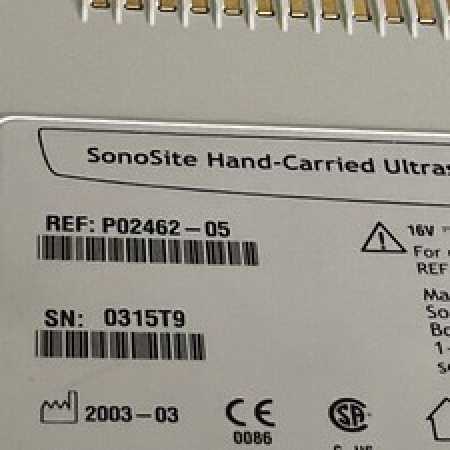 SonoSite Hand-Carried Ultras
REF: P02462-05
16V
For
REF
SN: 0315T9
Ma
So
Bo
1-
2003-03
CE
0086
SA